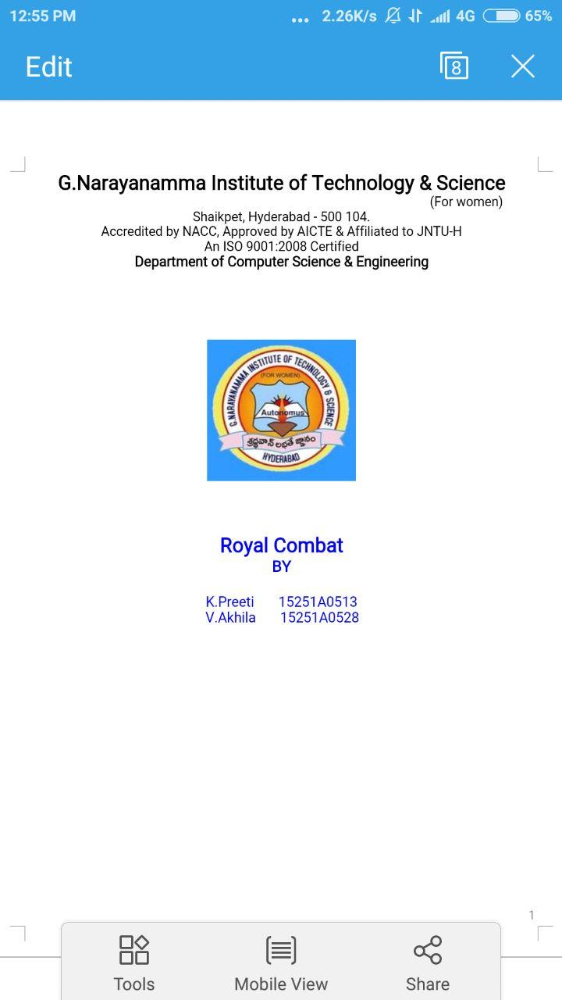 12:55 PM ... 2.26K/s 4G 65%
Edit 8
G.Narayanamma Institute of Technology & Science
(For women)
Shaikpet, Hyderabad - 500 104.
Accredited by NACC, Approved by AICTE & Affiliated to JNTU-H
An ISO 9001:2008 Certified
Department of Computer Science & Engineering
G.NARAYANAMMA INSTITUTE OF TECHNOLOGY & SCIENCE
(FOR WOMEN)
Autonomus
శ్రద్ధవాన్ లభతే జ్ఞానం
HYDERABAD
Royal Combat
BY
K.Preeti 15251A0513
V.Akhila 15251A0528
1
Tools Mobile View Share